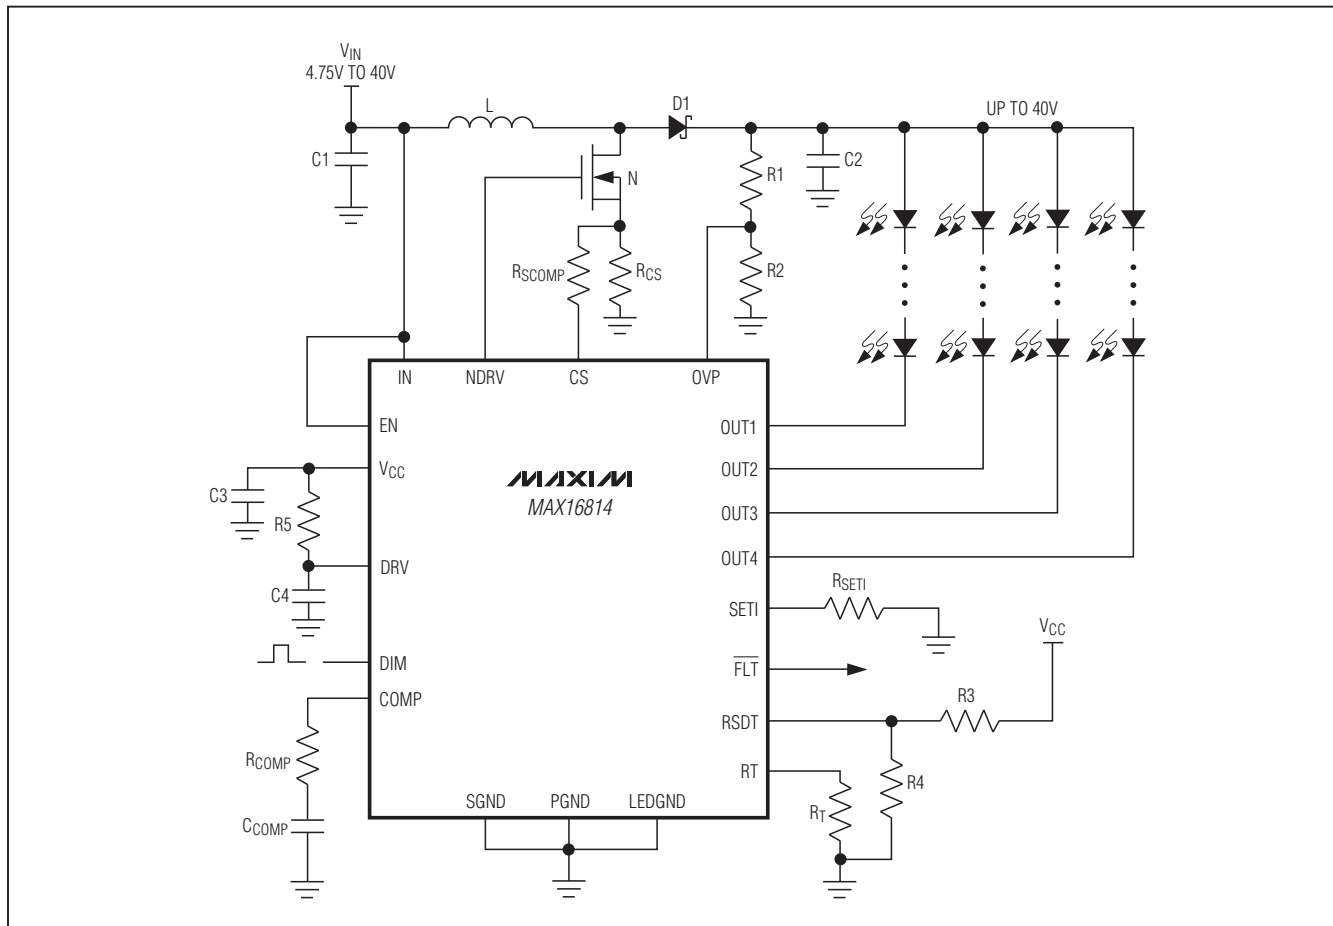 VIN
4.75V TO 40V
L
D1
UP TO 40V
C1
N
R1
C2
RSCOMP
RCS
R2
IN
NDRV
CS
OVP
EN
OUT1
VCC
OUT2
MAXIM
MAX16814
C3
R5
OUT3
OUT4
DRV
C4
SETI
RSETI
VCC
DIM
FLT
COMP
R3
RSDT
RCOMP
RT
R4
SGND
PGND
LEDGND
RT
CCOMP